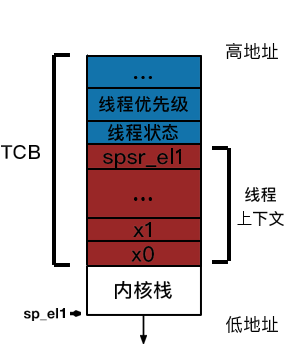 高地址
...
线程优先级
线程状态
TCB
spsr_el1
...
线程
上下文
x1
x0
内核栈
sp_el1
低地址